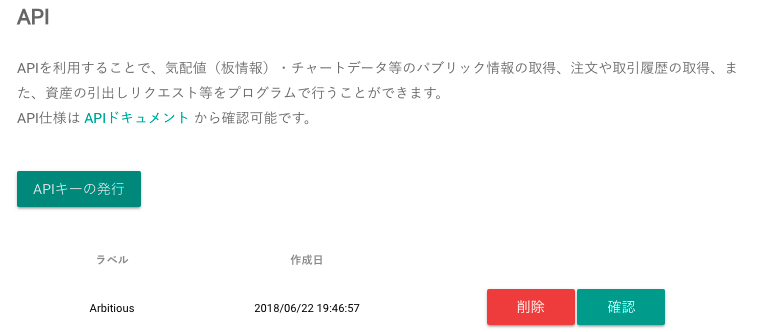 API
APIを利用することで、気配値（板情報）・チャートデータ等のパブリック情報の取得、注文や取引履歴の取得、ま
た、資産の引出しリクエスト等をプログラムで行うことができます。
API仕様は APIドキュメント から確認可能です。
APIキーの発行
ラベル 作成日
Arbitious 2018/06/22 19:46:57 削除 確認